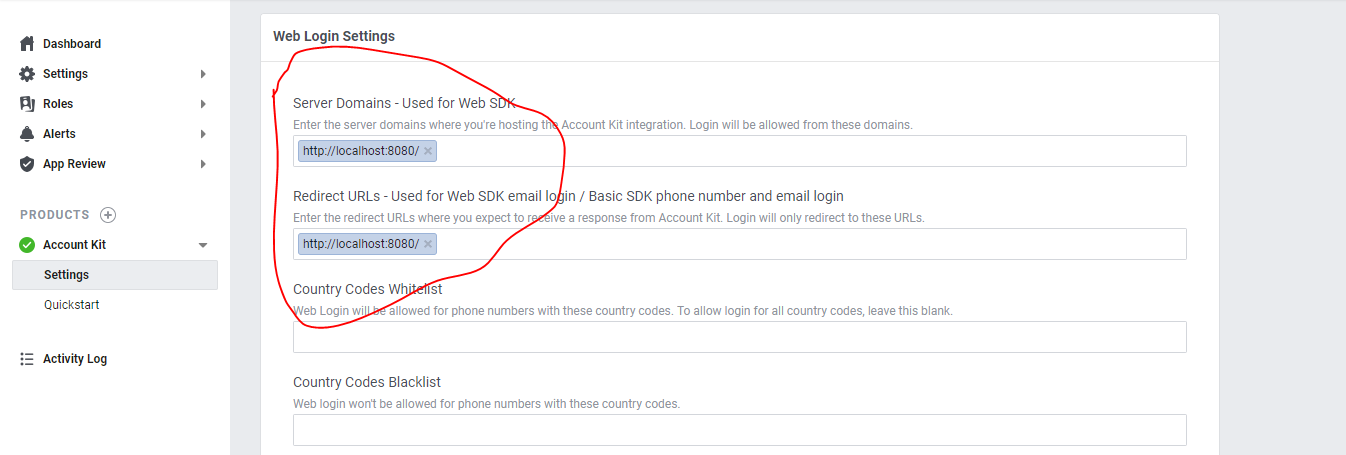 Dashboard
Settings
Roles
Alerts
App Review
PRODUCTS
Account Kit
Settings
Quickstart
Activity Log
Web Login Settings
Server Domains - Used for Web SDK
Enter the server domains where you're hosting the Account Kit integration. Login will be allowed from these domains.
http://localhost:8080/ ×
Redirect URLs - Used for Web SDK email login / Basic SDK phone number and email login
Enter the redirect URLs where you expect to receive a response from Account Kit. Login will only redirect to these URLs.
http://localhost:8080/ ×
Country Codes Whitelist
Web Login will be allowed for phone numbers with these country codes. To allow login for all country codes, leave this blank.
Country Codes Blacklist
Web login won't be allowed for phone numbers with these country codes.